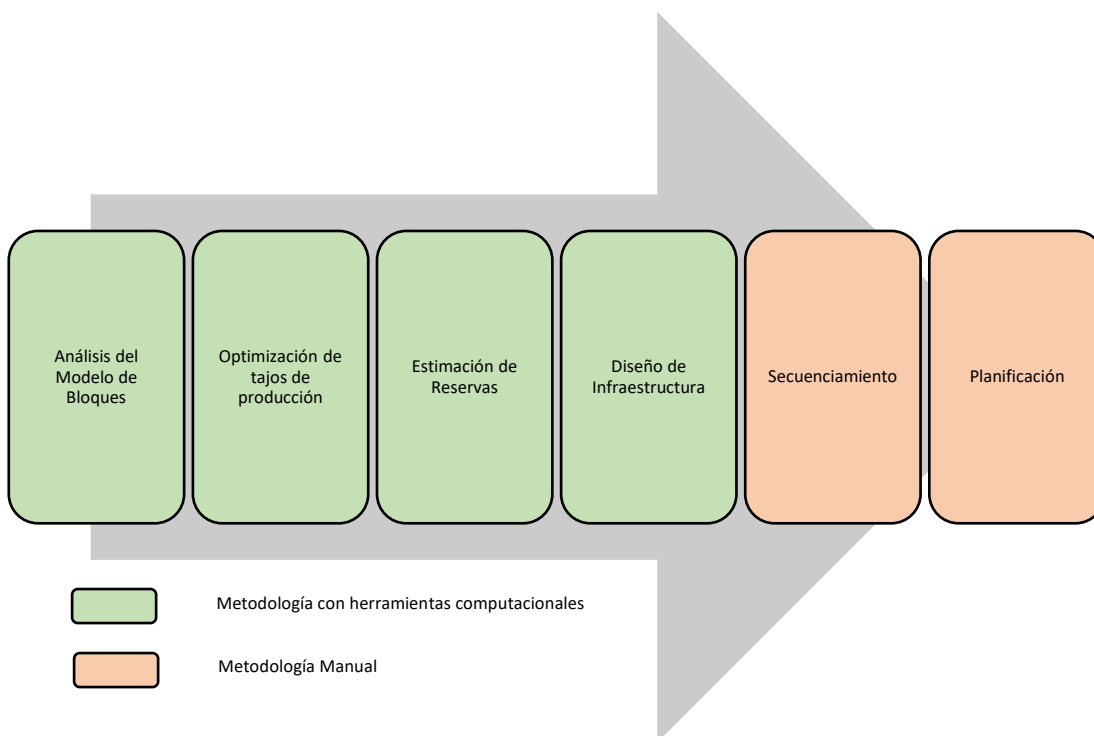 Análisis del
Modelo de
Bloques
Optimización de
tajos de
producción
Estimación de
Reservas
Diseño de
Infraestructura
Secuenciamiento
Planificación
Metodología con herramientas computacionales
Metodología Manual